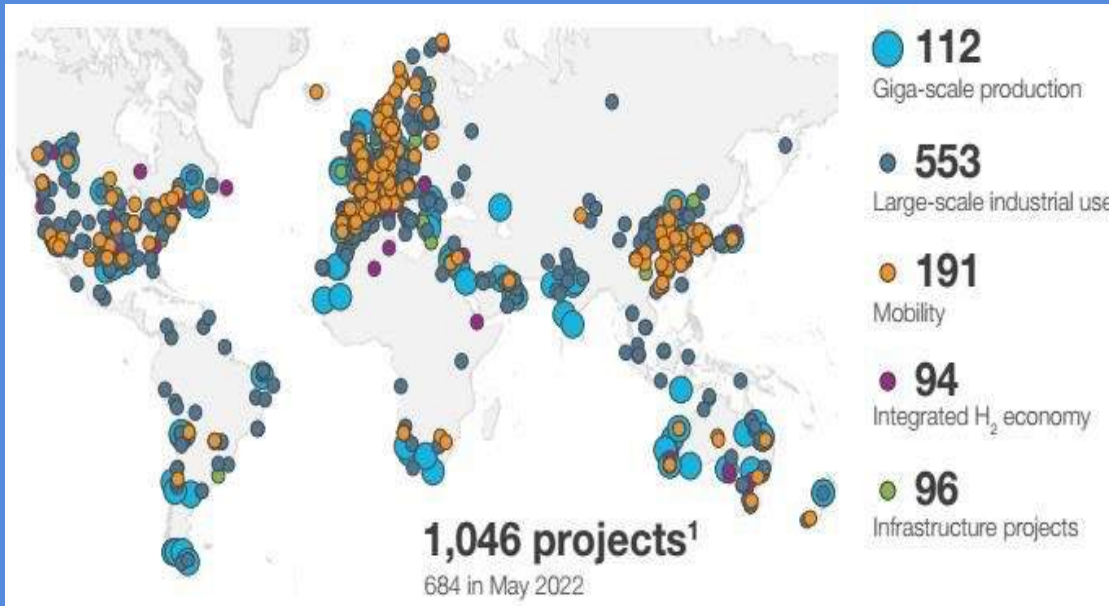 112
Giga-scale production
553
Large-scale industrial use
191
Mobility
94
Integrated H₂ economy
96
Infrastructure projects
1,046 projects¹
684 in May 2022